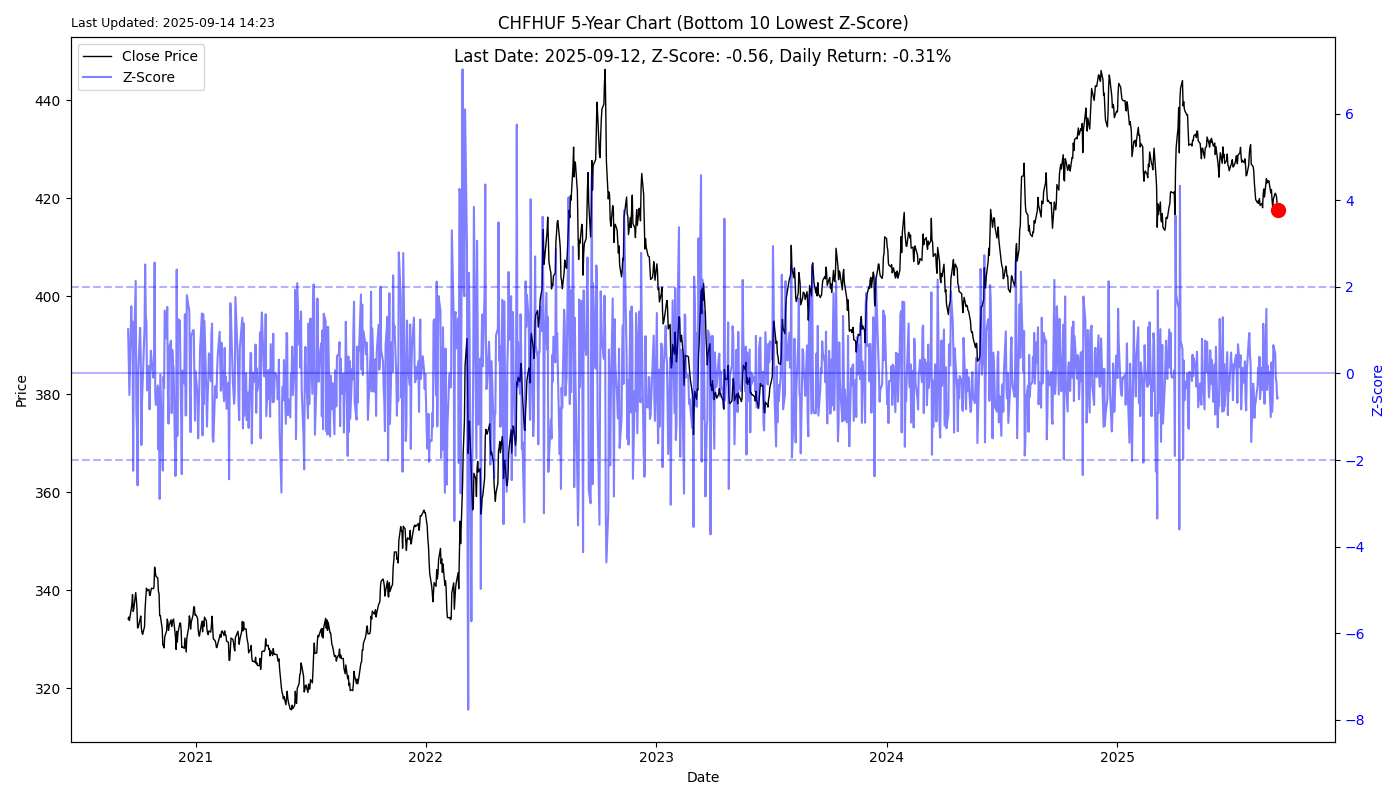 Last Updated: 2025-09-14 14:23
CHFHUF 5-Year Chart (Bottom 10 Lowest Z-Score)
Last Date: 2025-09-12, Z-Score: -0.56, Daily Return: -0.31%
Close Price
Z-Score
440
420
400
380
360
340
320
Price
6
4
2
0
−2
−4
−6
−8
Z-Score
2021
2022
2023
2024
2025
Date